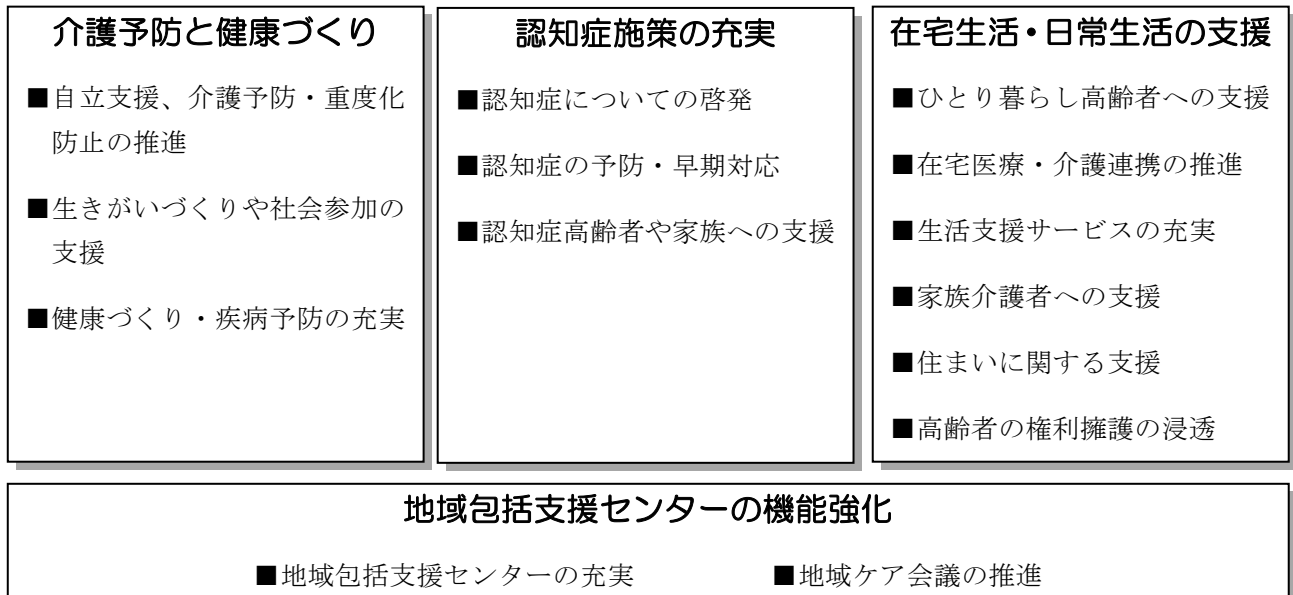 介護予防と健康づくり
■自立支援、介護予防・重度化
防止の推進
■生きがいづくりや社会参加の
支援
■健康づくり・疾病予防の充実
認知症施策の充実
■認知症についての啓発
■認知症の予防・早期対応
■認知症高齢者や家族への支援
在宅生活・日常生活の支援
■ひとり暮らし高齢者への支援
■在宅医療・介護連携の推進
■生活支援サービスの充実
■家族介護者への支援
■住まいに関する支援
■高齢者の権利擁護の浸透
地域包括支援センターの機能強化
■地域包括支援センターの充実 ■地域ケア会議の推進